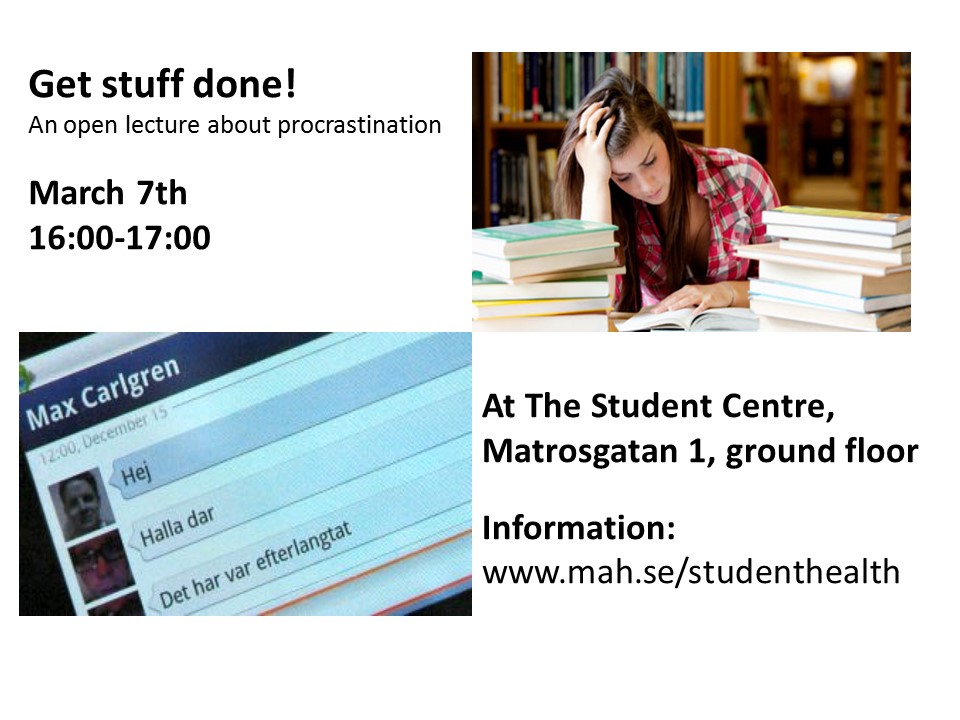 Get stuff done!
An open lecture about procrastination
March 7th
16:00-17:00
Max Carlgren
12:00, December 15
Hej
Halla dar
Det har var efterlangtat
At The Student Centre,
Matrosgatan 1, ground floor
Information:
www.mah.se/studenthealth